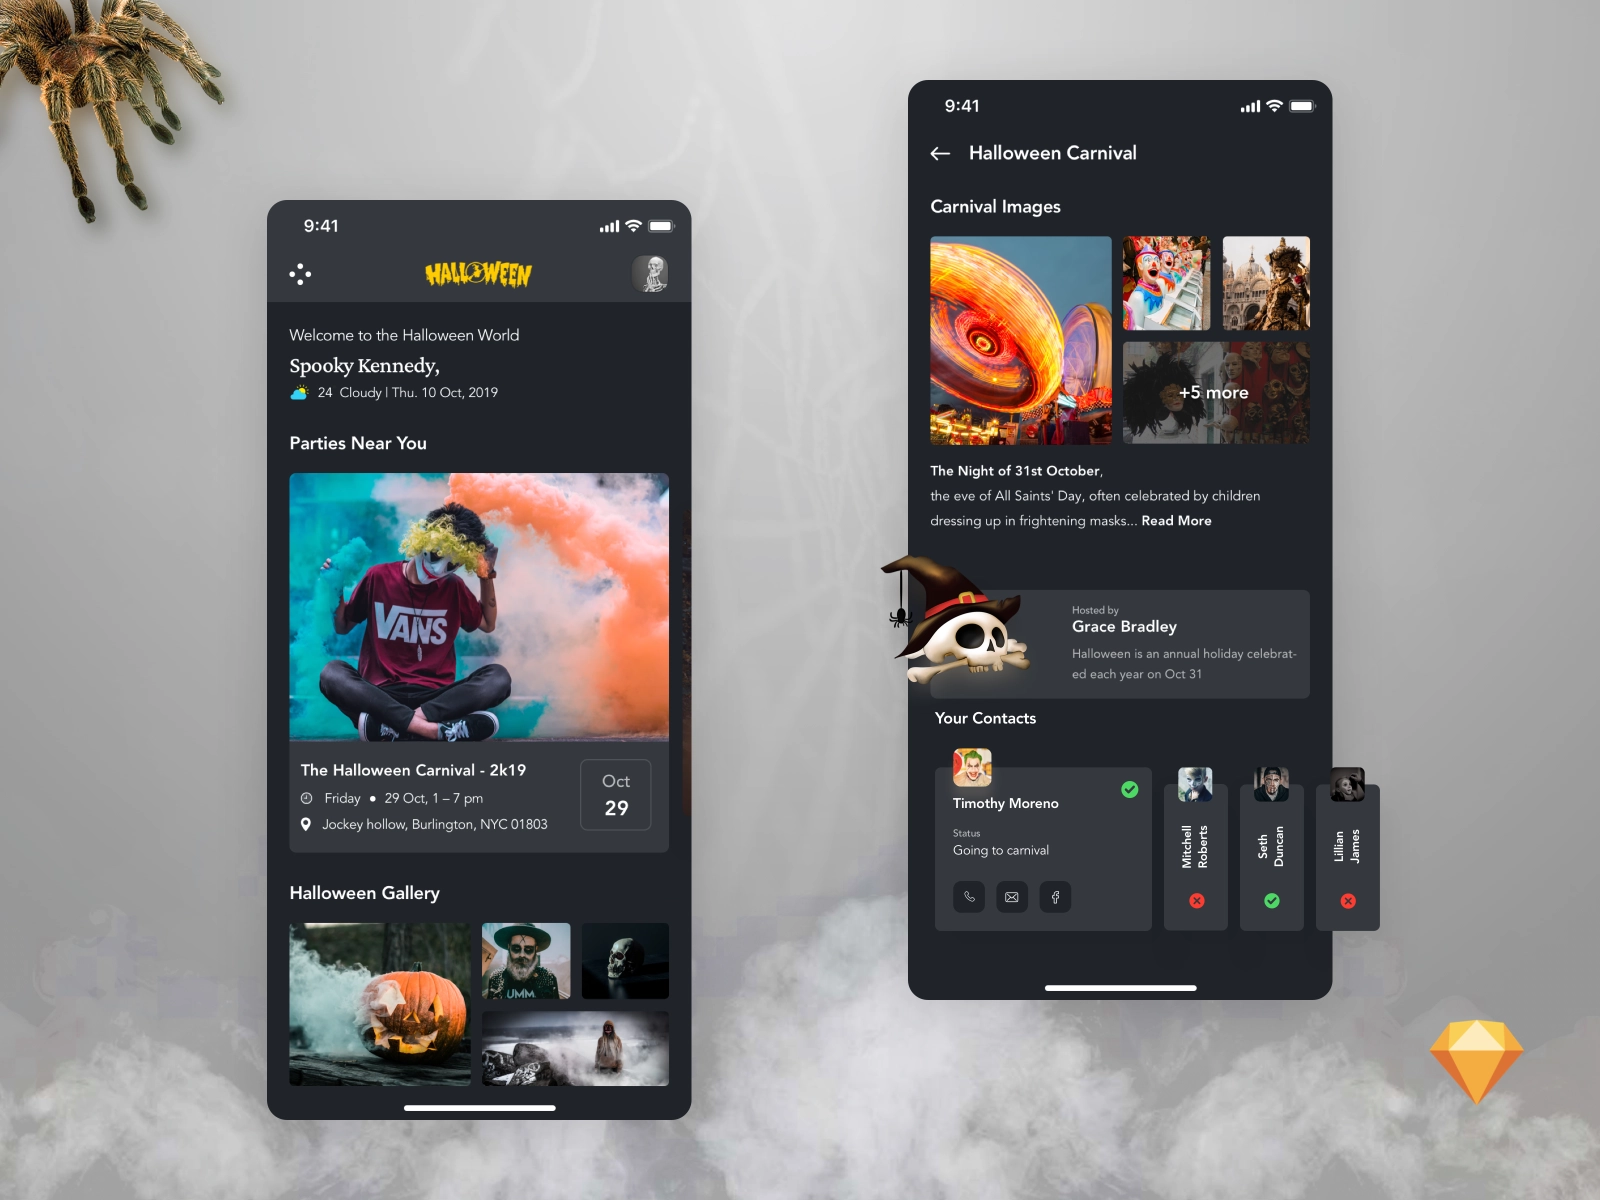 9:41
HALLOWEEN
Welcome to the Halloween World
Spooky Kennedy,
24 Cloudy | Thu. 10 Oct, 2019
Parties Near You
VANS
The Halloween Carnival - 2k19
Friday • 29 Oct, 1 – 7 pm
Jockey hollow, Burlington, NYC 01803
Oct
29
Halloween Gallery
UMM.
9:41
Halloween Carnival
Carnival Images
+5 more
The Night of 31st October,
the eve of All Saints' Day, often celebrated by children
dressing up in frightening masks... Read More
Hosted by
Grace Bradley
Halloween is an annual holiday celebrat-
ed each year on Oct 31
Your Contacts
Timothy Moreno
Status
Going to carnival
Mitchell
Roberts
Seth
Duncan
Lillian
James